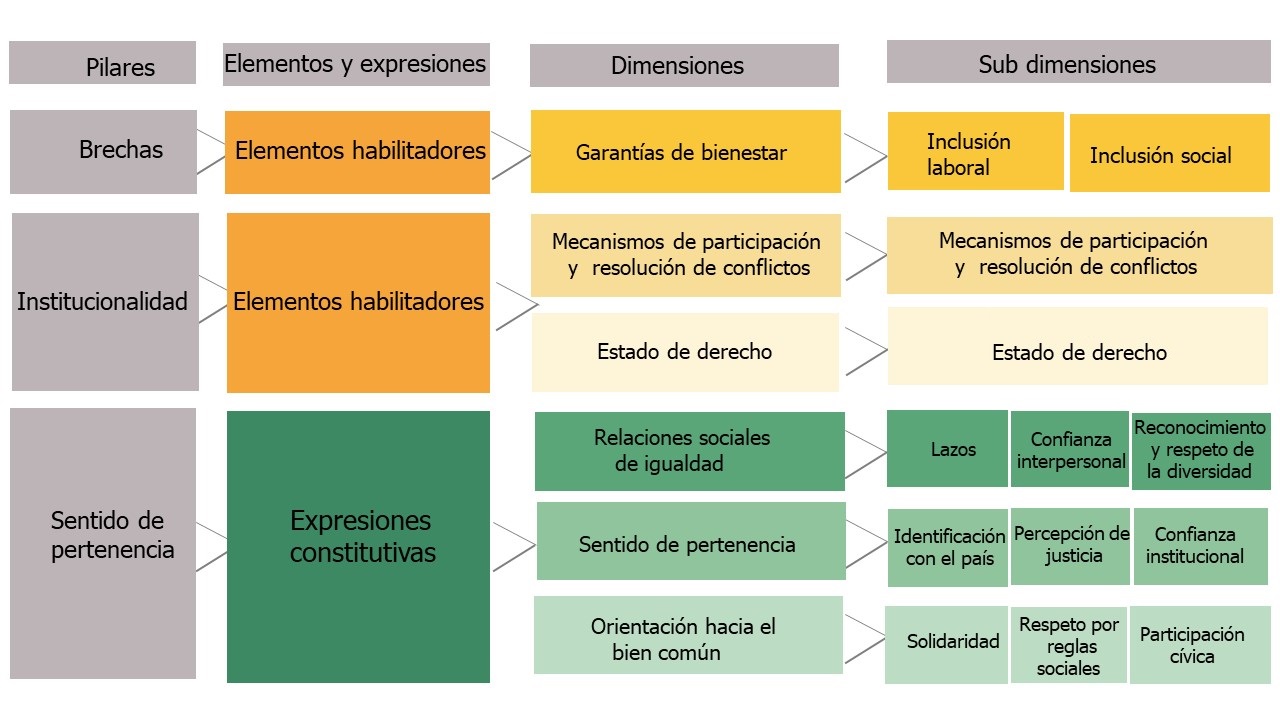 Pilares
Elementos y expresiones
Dimensiones
Sub dimensiones
Brechas
Elementos habilitadores
Garantías de bienestar
Inclusión
laboral
Inclusión social
Institucionalidad
Elementos habilitadores
Mecanismos de participación
y resolución de conflictos
Mecanismos de participación
y resolución de conflictos
Estado de derecho
Estado de derecho
Sentido de
pertenencia
Expresiones
constitutivas
Relaciones sociales
de igualdad
Lazos
Confianza
interpersonal
Reconocimiento
y respeto de
la diversidad
Sentido de pertenencia
Identificación
con el país
Percepción de
justicia
Confianza
institucional
Orientación hacia el
bien común
Solidaridad
Respeto por
reglas
sociales
Participación
cívica